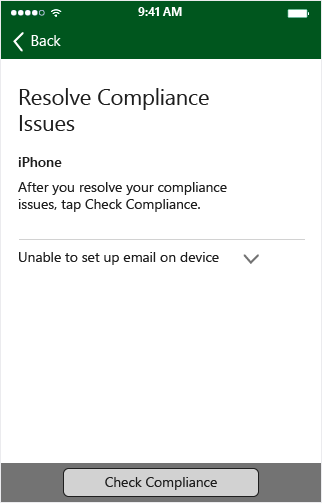 9:41 AM
Back
Resolve Compliance
Issues
iPhone
After you resolve your compliance
issues, tap Check Compliance.
Unable to set up email on device
Check Compliance